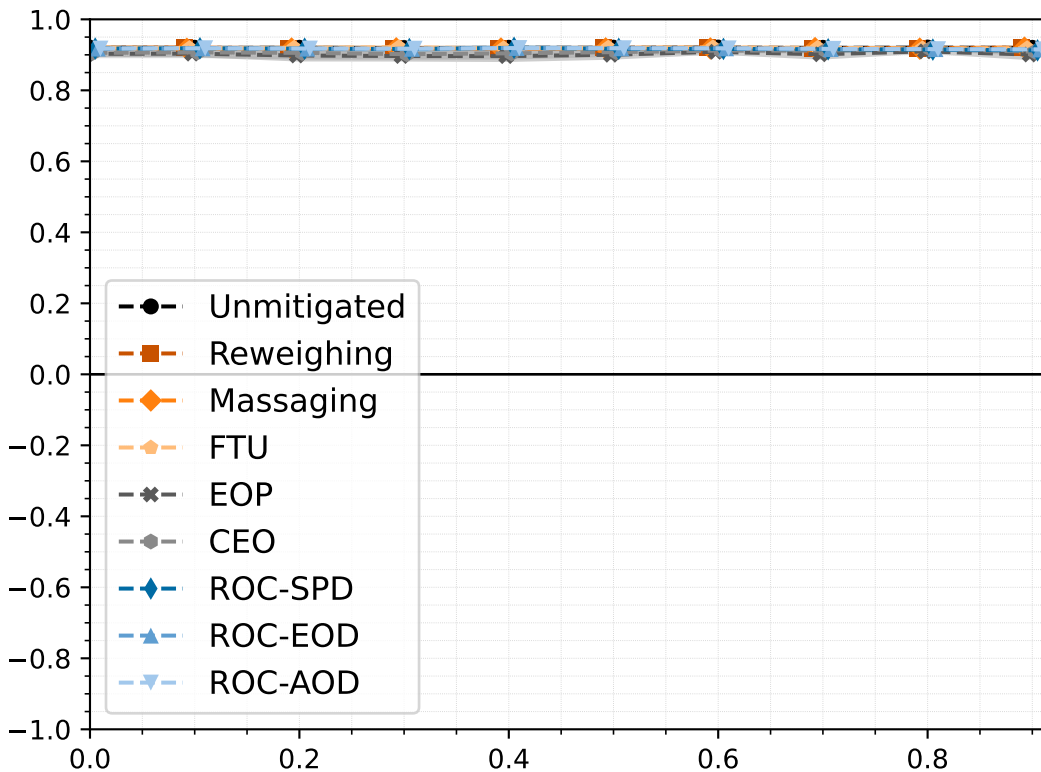 1.0
0.8
0.6
0.4
0.2
0.0
−0.2
−0.4
−0.6
−0.8
−1.0
Unmitigated
Reweighing
Massaging
FTU
EOP
CEO
ROC-SPD
ROC-EOD
ROC-AOD
0.0 0.2 0.4 0.6 0.8